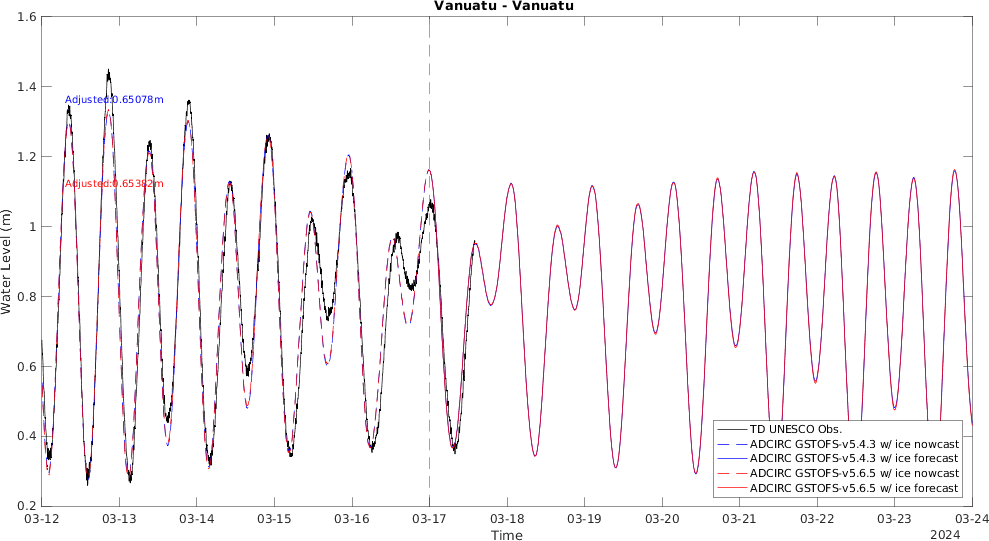 Vanuatu - Vanuatu
1.6
1.4
1.2
1
0.8
0.6
0.4
0.2
Water Level (m)
Adjusted:0.65078m
Adjusted:0.65382m
TD UNESCO Obs.
ADCIRC GSTOFS-v5.4.3 w/ ice nowcast
ADCIRC GSTOFS-v5.4.3 w/ ice forecast
ADCIRC GSTOFS-v5.6.5 w/ ice nowcast
ADCIRC GSTOFS-v5.6.5 w/ ice forecast
03-12 03-13 03-14 03-15 03-16 03-17 03-18 03-19 03-20 03-21 03-22 03-23 03-24
Time
2024